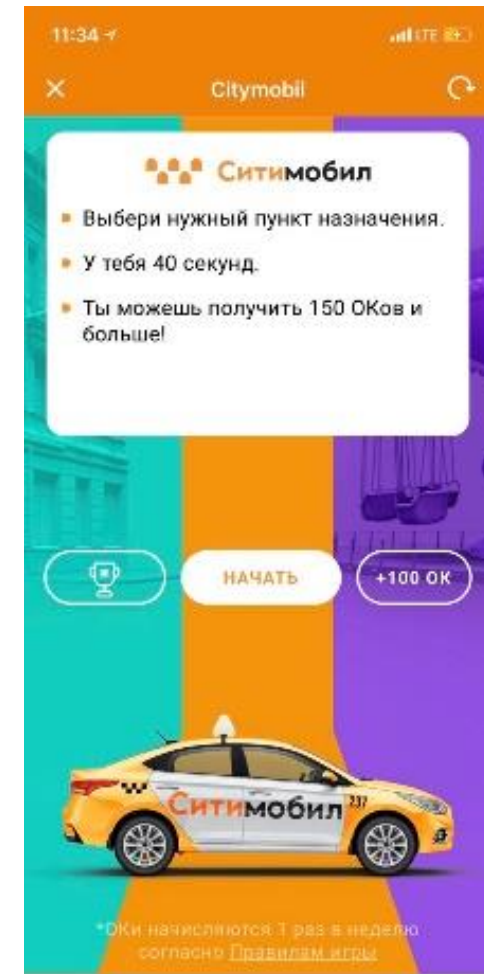 11:34
LTE
Citymobil
Ситимобил
Выбери нужный пункт назначения.
У тебя 40 секунд.
Ты можешь получить 150 ОКов и
больше!
НАЧАТЬ
+100 ОК
Ситимобил
237
*ОКи начисляются 1 раз в неделю
согласно Правилам игры